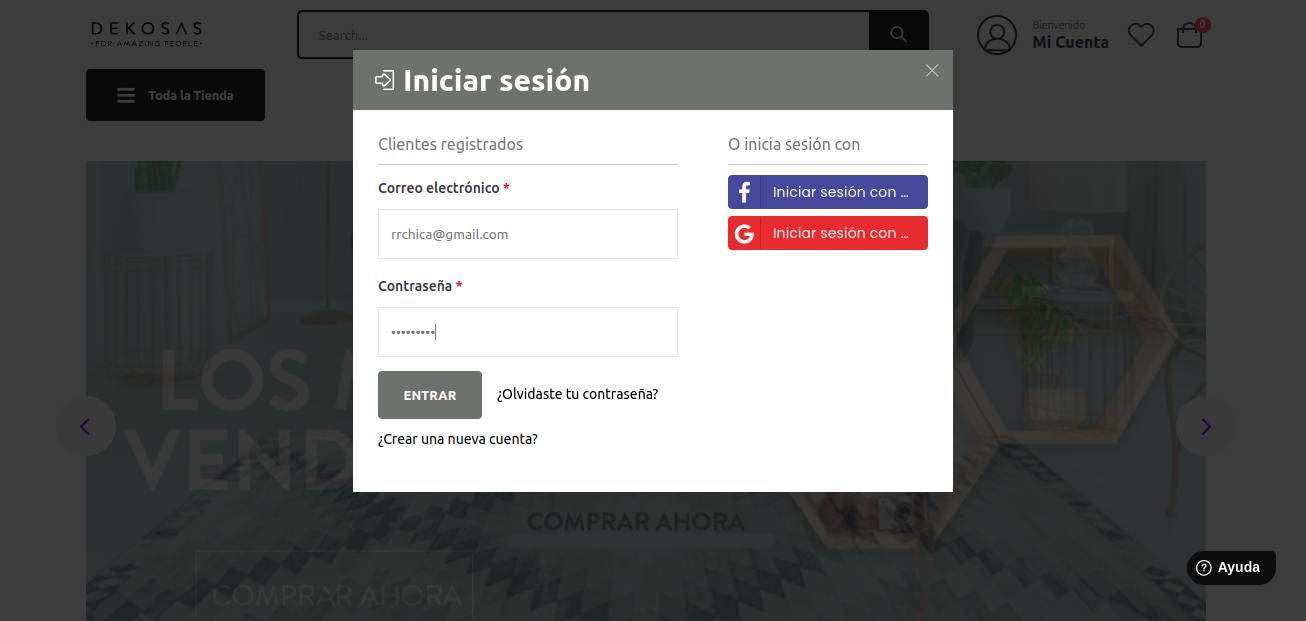 DEKOSAS
•FOR AMAZING PEOPLE•
Search...
Bienvenido
Mi Cuenta
0
Toda la Tienda
Iniciar sesión
Clientes registrados
Correo electrónico *
rrchica@gmail.com
Contraseña *
•••••••••
ENTRAR
¿Olvidaste tu contraseña?
¿Crear una nueva cuenta?
O inicia sesión con
Iniciar sesión con ...
Iniciar sesión con ...
LOS
VEND
COMPRAR AHORA
COMPRAR AHORA
Ayuda